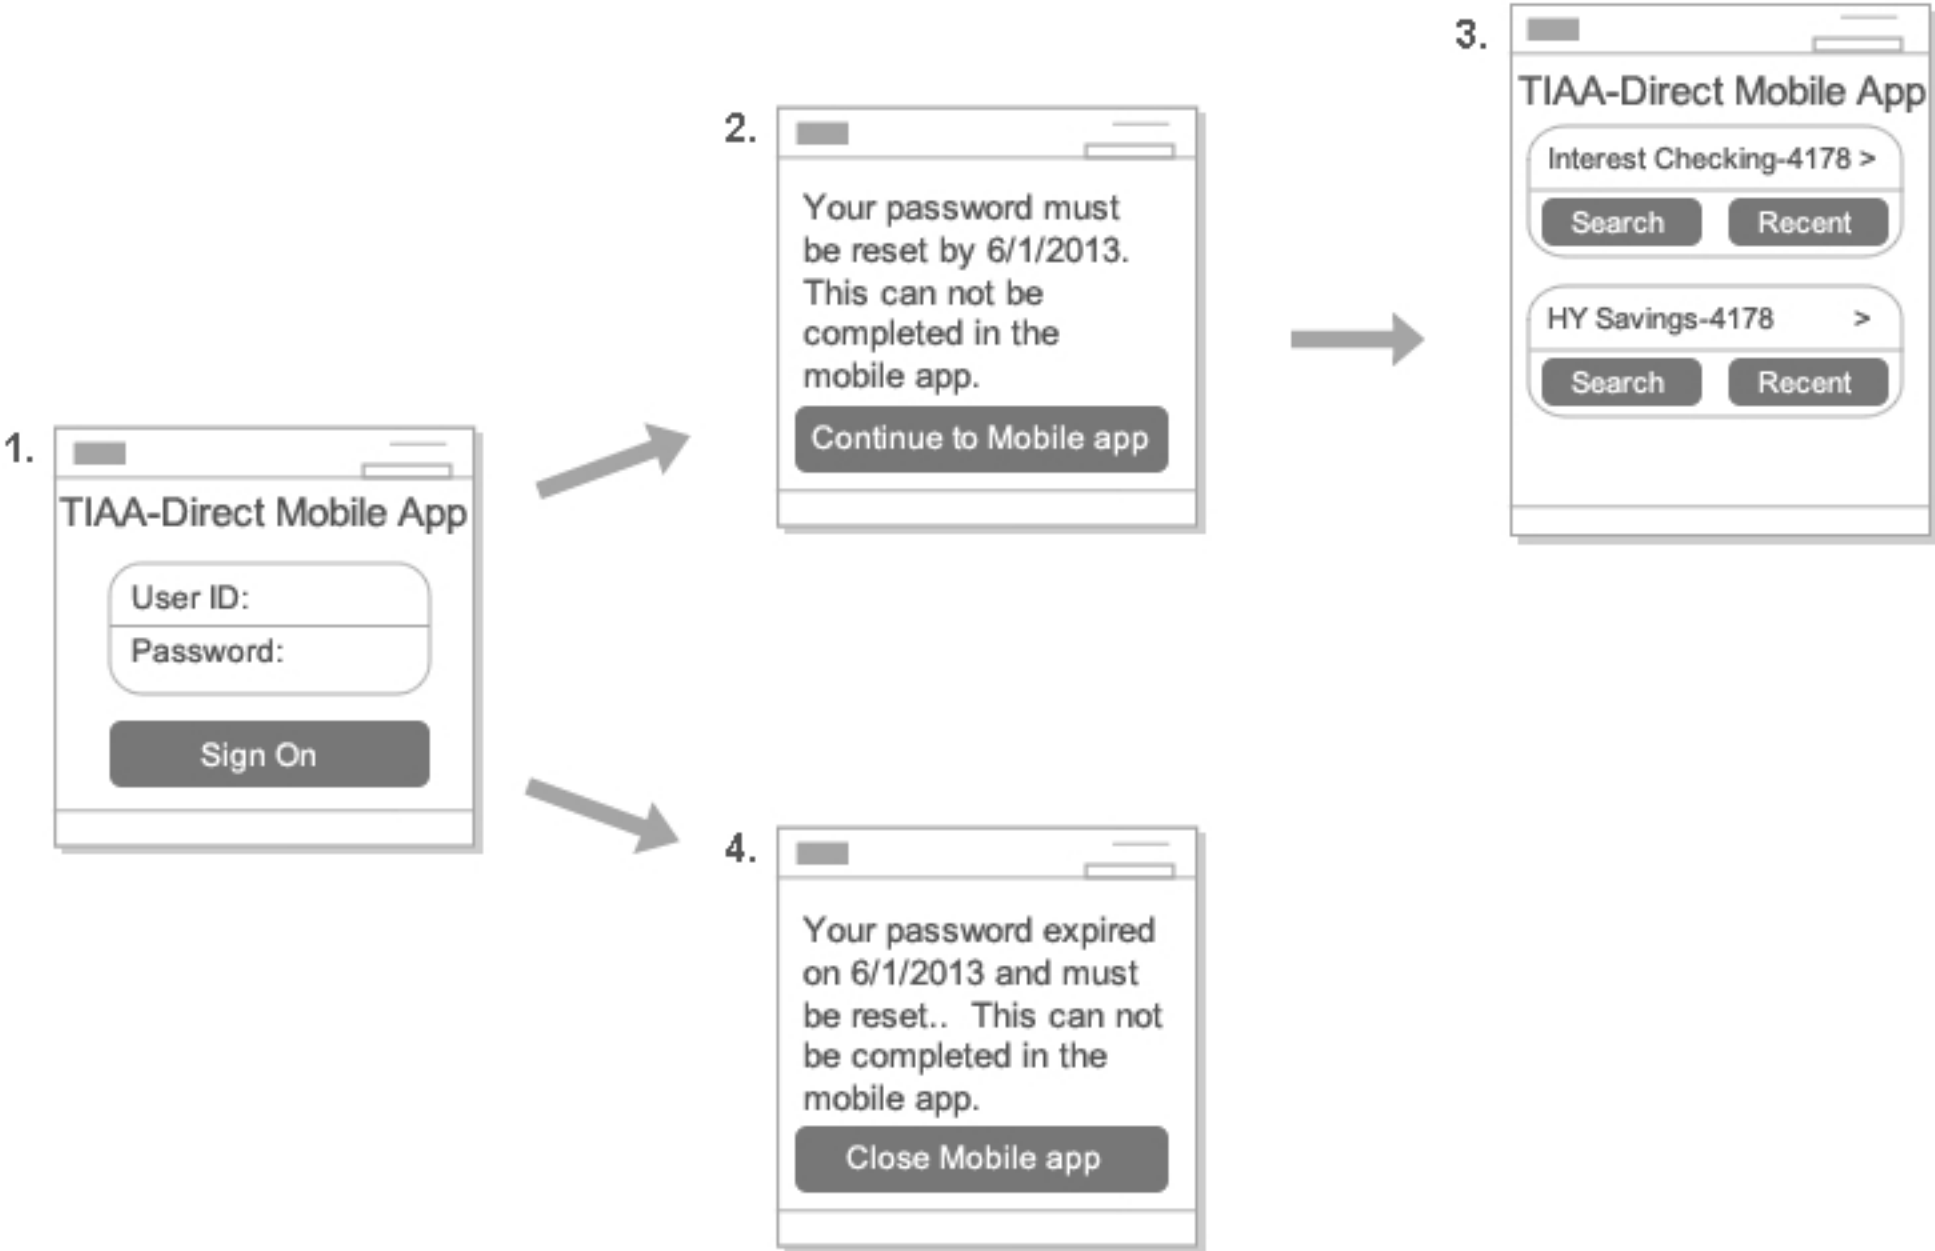 1.
TIAA-Direct Mobile App
User ID:
Password:
Sign On
2.
Your password must
be reset by 6/1/2013.
This can not be
completed in the
mobile app.
Continue to Mobile app
3.
TIAA-Direct Mobile App
Interest Checking-4178 >
Search Recent
HY Savings-4178 >
Search Recent
4.
Your password expired
on 6/1/2013 and must
be reset.. This can not
be completed in the
mobile app.
Close Mobile app